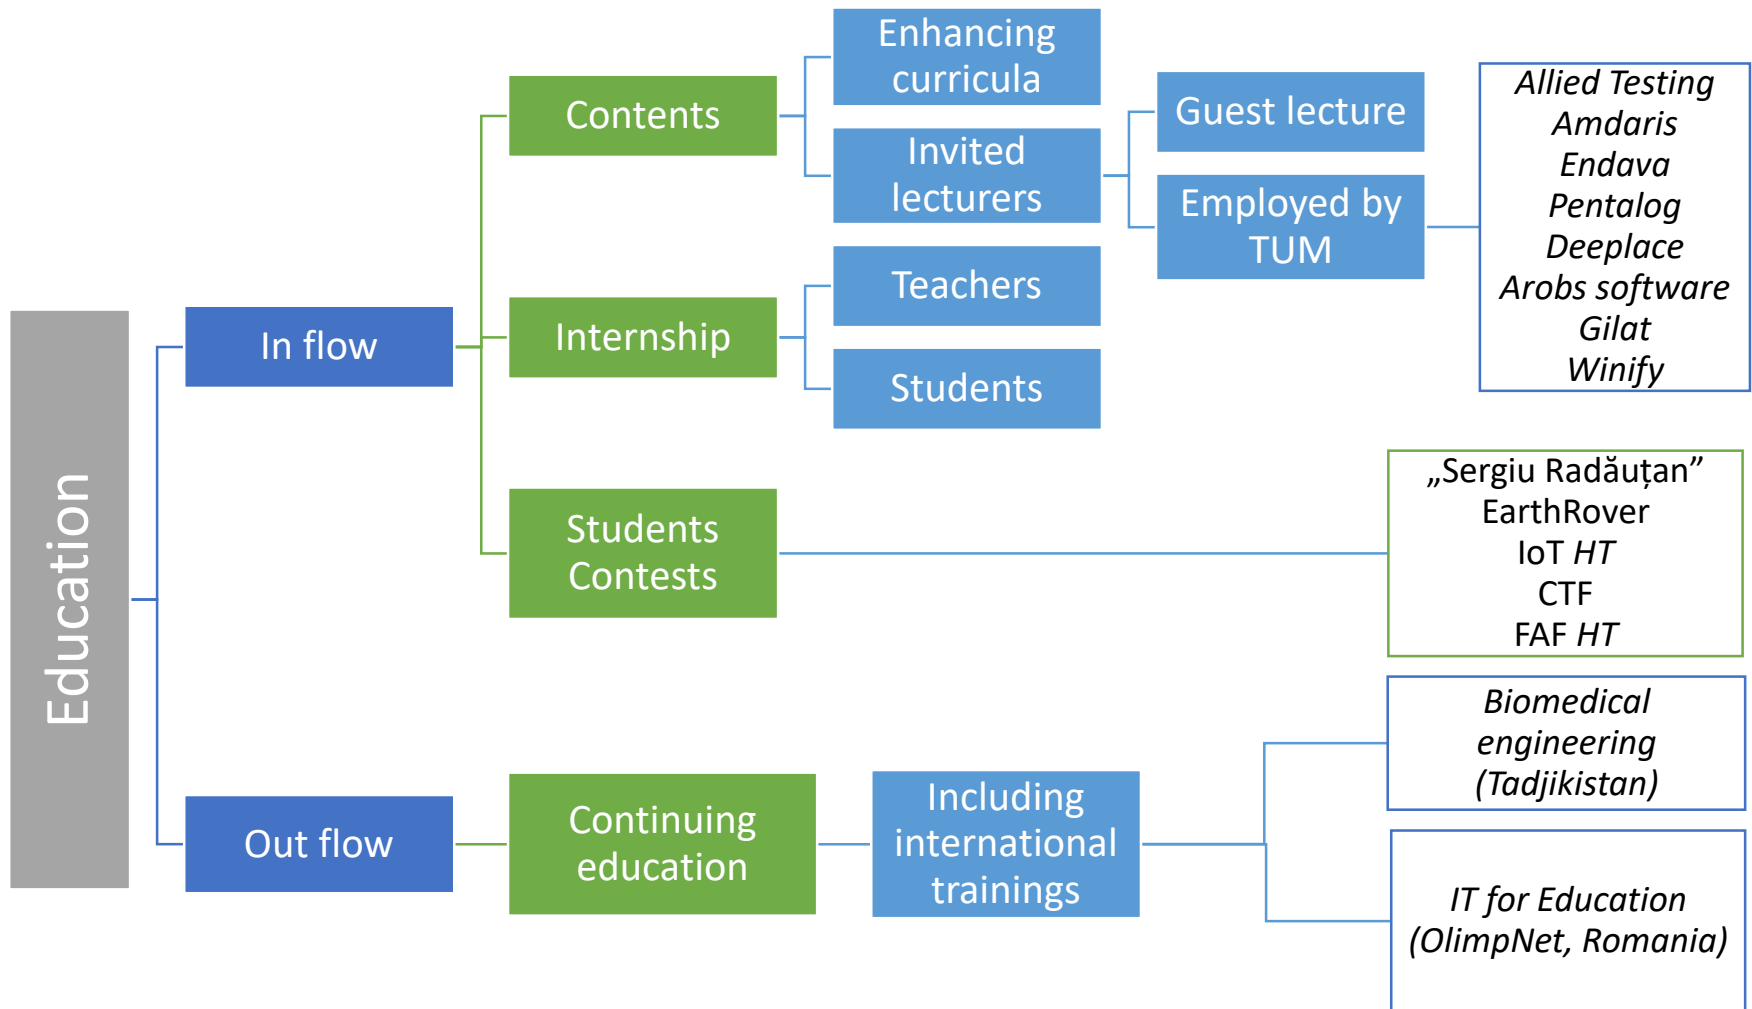 Education
In flow
Contents
Enhancing
curricula
Invited
lecturers
Guest lecture
Employed by
TUM
Allied Testing
Amdaris
Endava
Pentalog
Deeplace
Arobs software
Gilat
Winify
Internship
Teachers
Students
Students
Contests
„Sergiu Radăuțan”
EarthRover
IoT HT
CTF
FAF HT
Out flow
Continuing
education
Including
international
trainings
Biomedical
engineering
(Tadjikistan)
IT for Education
(OlimpNet, Romania)